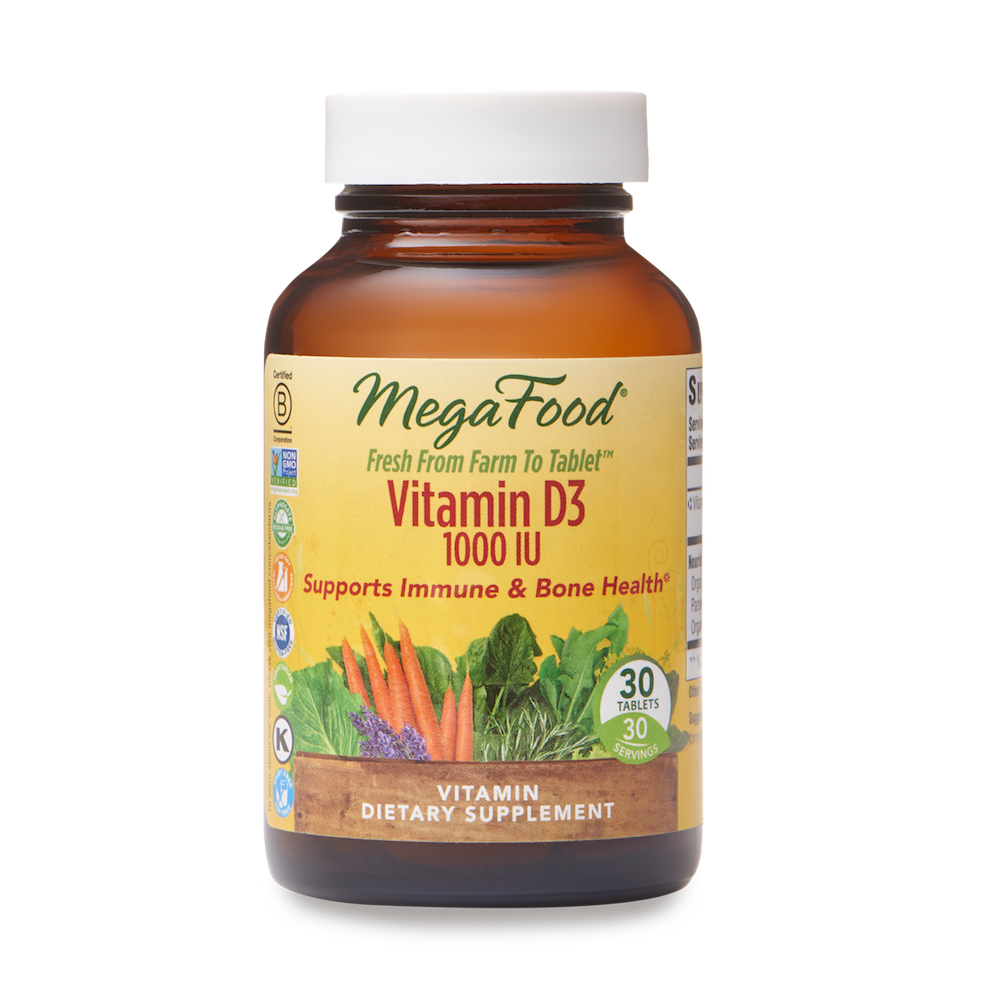 MegaFood®
Fresh From Farm To Tablet™
Vitamin D3
1000 IU
Supports Immune & Bone Health
30
TABLETS
30
SERVINGS
VITAMIN
DIETARY SUPPLEMENT
Certified
B
Corporation
NON
GMO
Project
VERIFIED
NSF
K